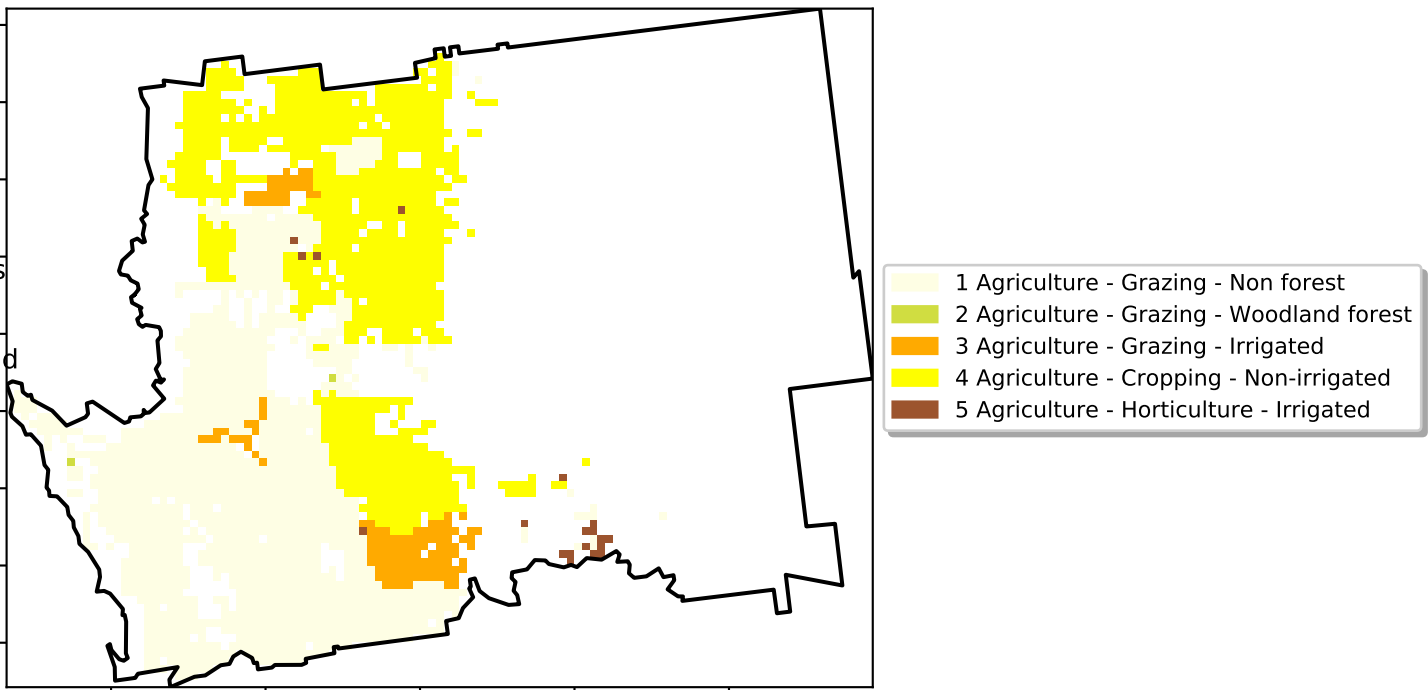 s
d
1 Agriculture - Grazing - Non forest
2 Agriculture - Grazing - Woodland forest
3 Agriculture - Grazing - Irrigated
4 Agriculture - Cropping - Non-irrigated
5 Agriculture - Horticulture - Irrigated